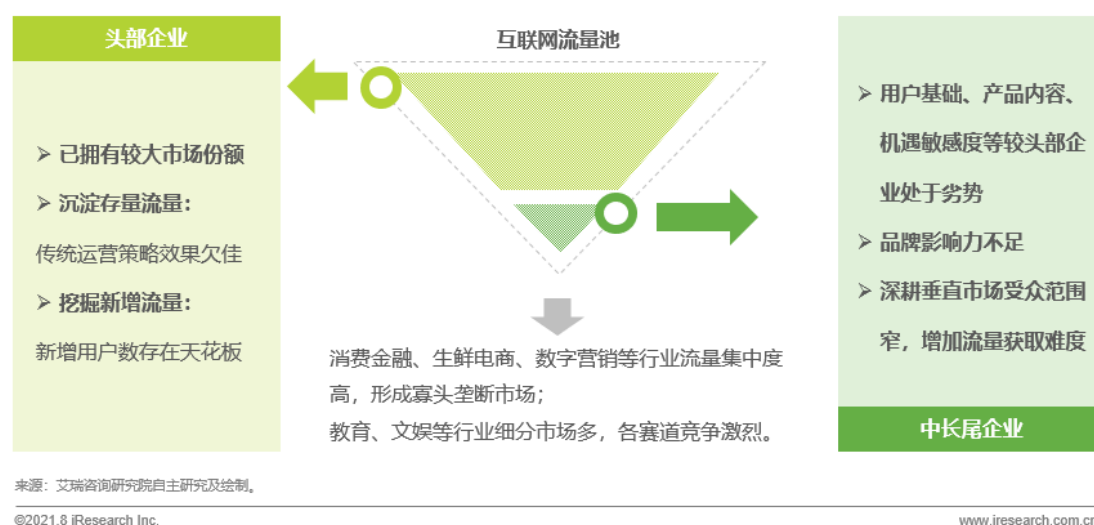 头部企业
➢ 已拥有较大市场份额
➢ 沉淀存量流量：
传统运营策略效果欠佳
➢ 挖掘新增流量：
新增用户数存在天花板
互联网流量池
消费金融、生鲜电商、数字营销等行业流量集中度
高，形成寡头垄断市场；
教育、文娱等行业细分市场多，各赛道竞争激烈。
➢ 用户基础、产品内容、
机遇敏感度等较头部企
业处于劣势
➢ 品牌影响力不足
➢ 深耕垂直市场受众范围
窄，增加流量获取难度
中长尾企业
来源：艾瑞咨询研究院自主研究及绘制。
©2021.8 iResearch Inc.
www.iresearch.com.cn